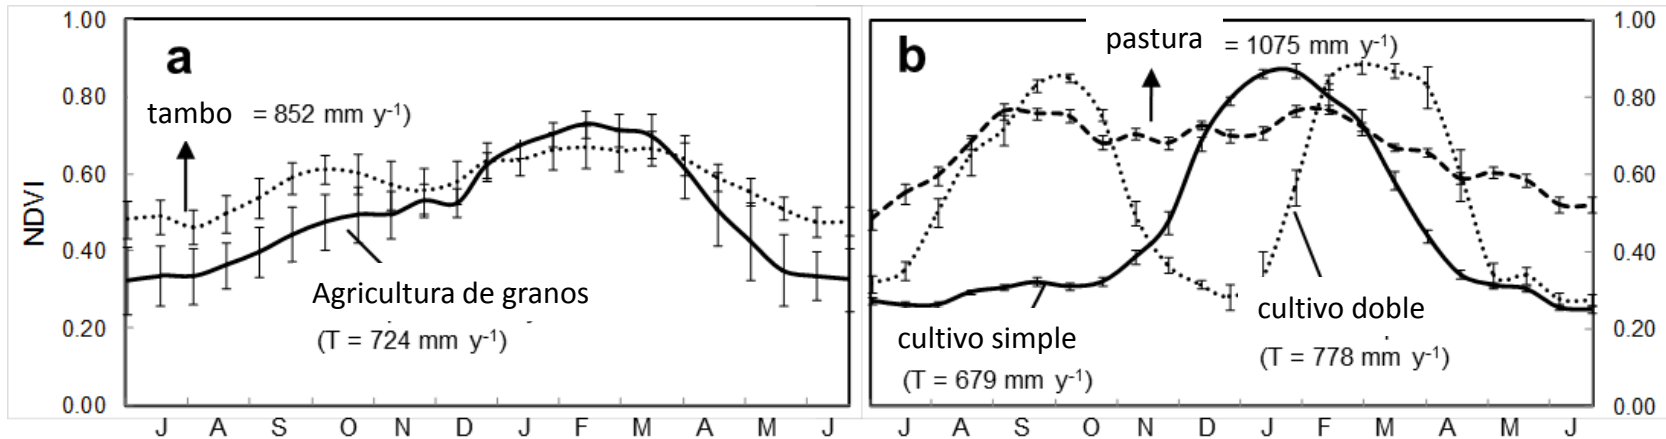 1.00
0.80
0.60
0.40
0.20
0.00
NDVI
a
tambo = 852 mm y-1)
Agricultura de granos
(T = 724 mm y-1)
J A S O N D J F M A M J
b
pastura = 1075 mm y-1)
cultivo simple
(T = 679 mm y-1)
cultivo doble
(T = 778 mm y-1)
J A S O N D J F M A M J
1.00
0.80
0.60
0.40
0.20
0.00